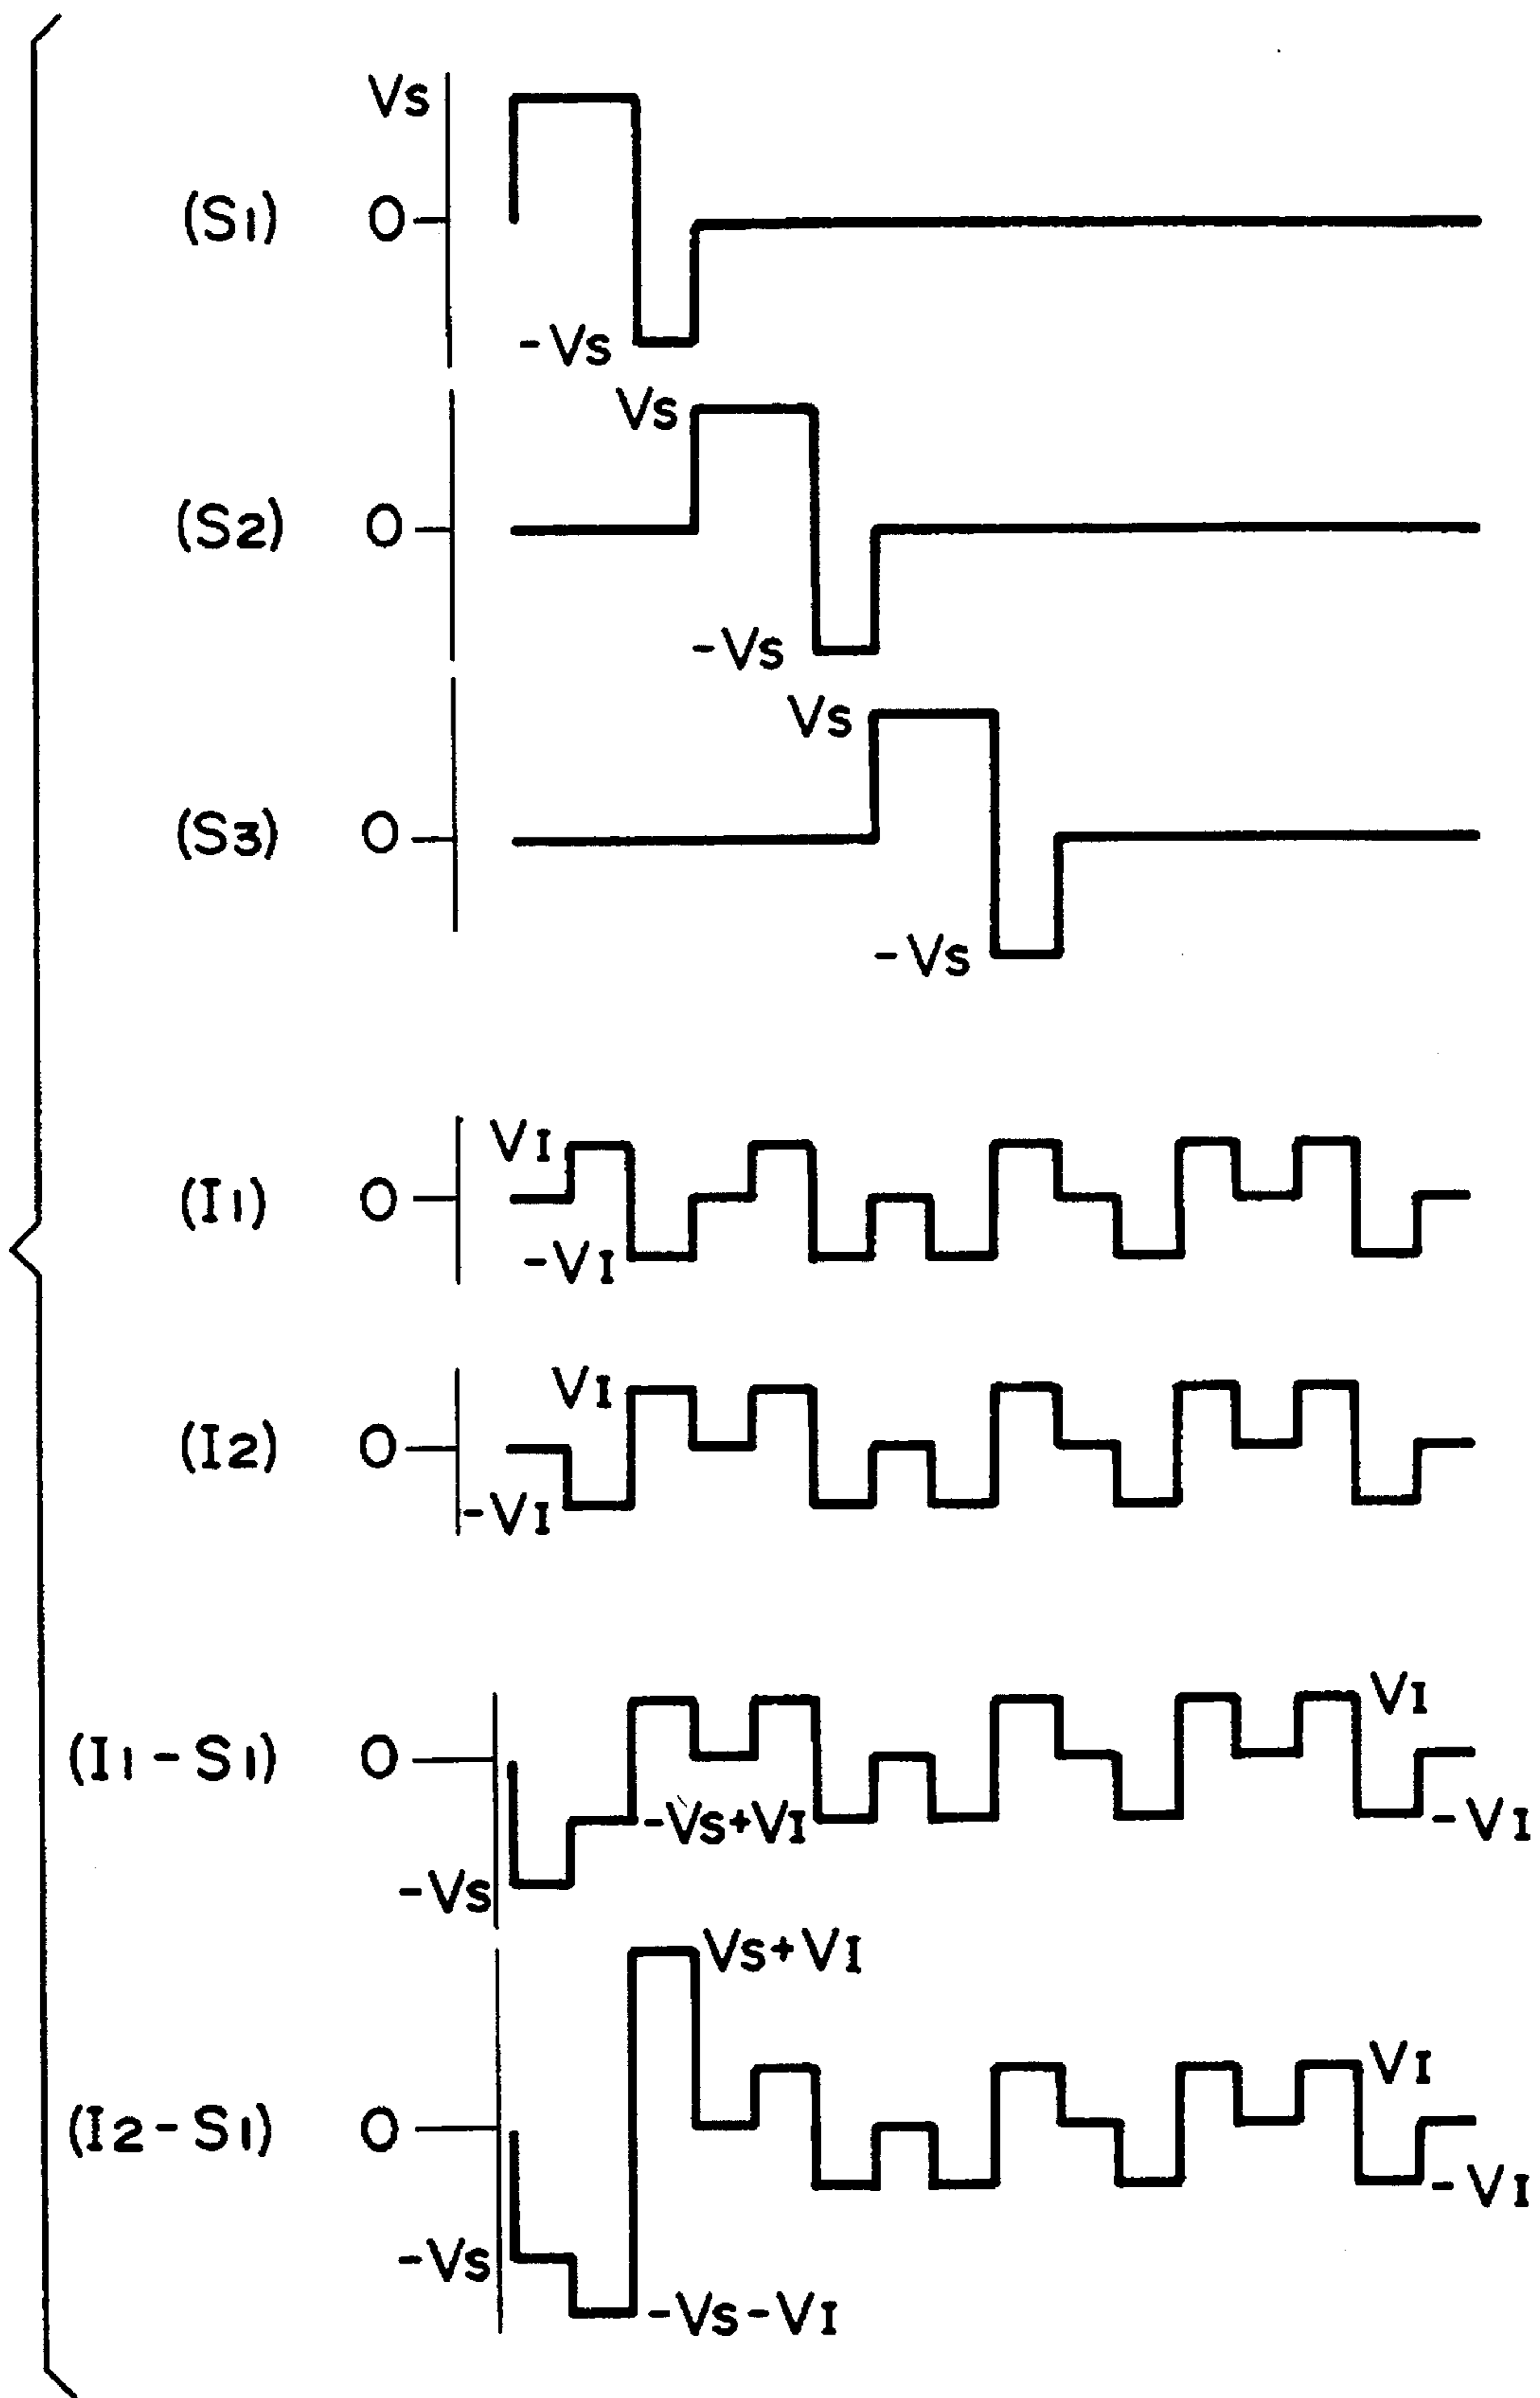 Vs
(S1) 0
-Vs
Vs
(S2) 0
-Vs
Vs
(S3) 0
-Vs
VI
(I1) 0
-VI
VI
(I2) 0
-VI
VI
(I1-S1) 0
-Vs+VI
-VI
-Vs
Vs+VI
VI
(I2-S1) 0
-VI
-Vs
-Vs-VI